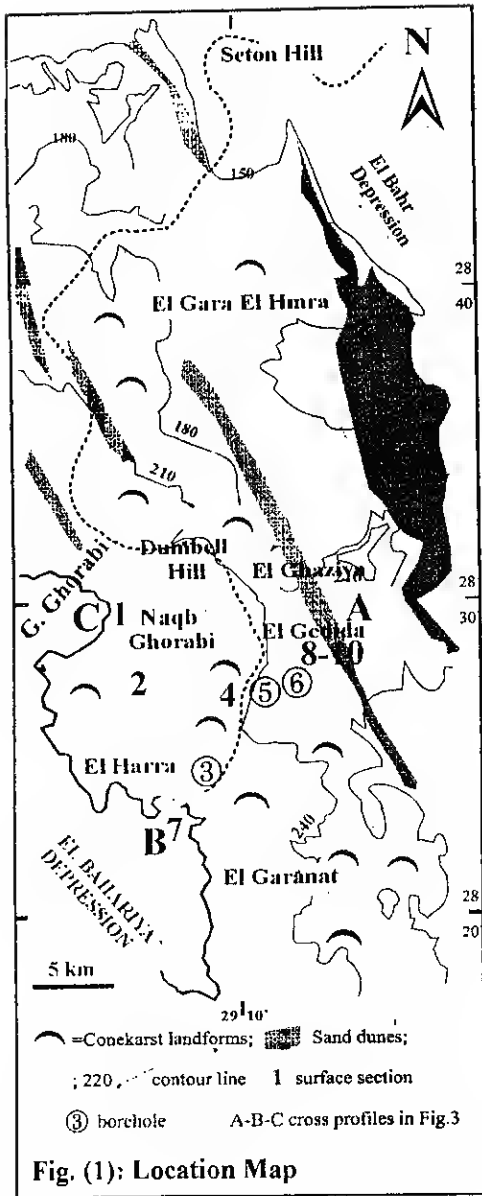 Seton Hill
N
180
150
El Bahr
Depression
28
40
El Gara El Hmra
180
210
Dumbell
Hill
El Ghaziya
28
30
G. Ghorabi
C 1
Naqb
Ghorabi
A
El Gedida
8-10
2
4
⑤
⑥
El Harra
③
B 7
240
EL BAHARIYA
DEPRESSION
El Garanat
28
20
5 km
29 10'
=Conekarst landforms; Sand dunes;
; 220, contour line 1 surface section
③ borehole A-B-C cross profiles in Fig.3
Fig. (1): Location Map